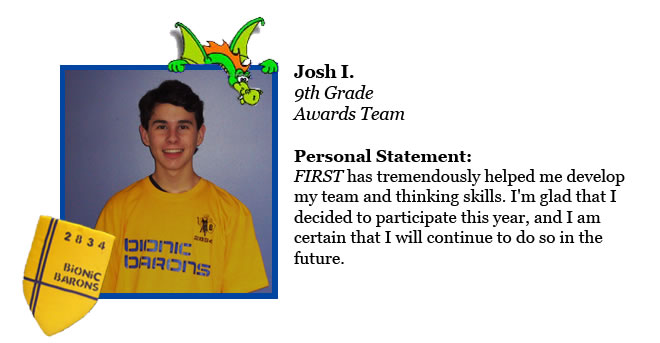 Josh I.
9th Grade
Awards Team
Personal Statement:
FIRST has tremendously helped me develop
my team and thinking skills. I'm glad that I
decided to participate this year, and I am
certain that I will continue to do so in the
future.
2834
BIONIC
BARONS
2834
BiONiC
BARONS